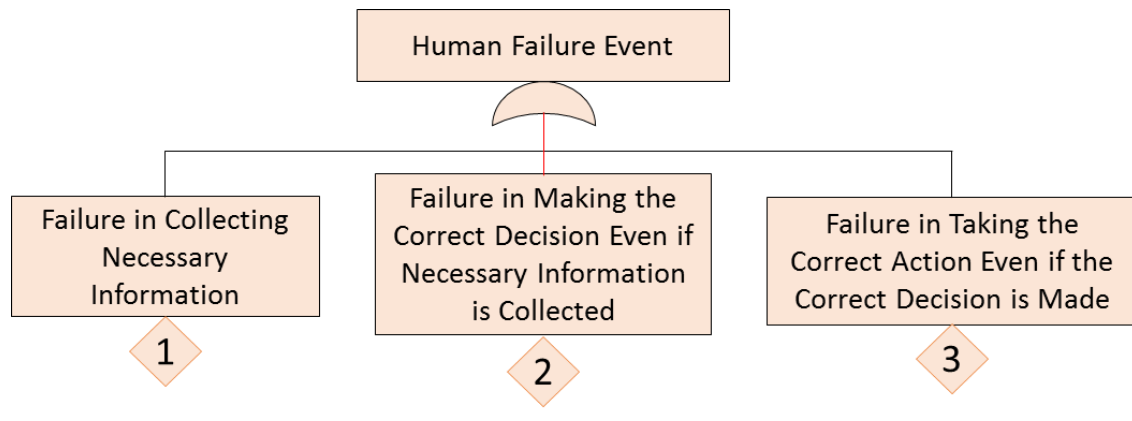 Human Failure Event
Failure in Collecting
Necessary
Information
1
Failure in Making the
Correct Decision Even if
Necessary Information
is Collected
2
Failure in Taking the
Correct Action Even if the
Correct Decision is Made
3